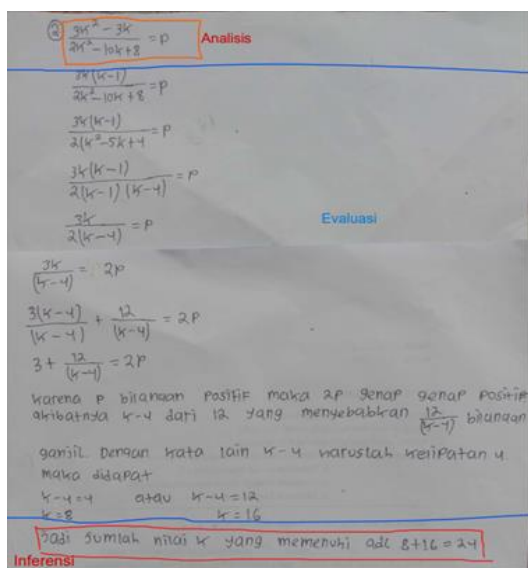 ② 3k² - 3k / 2k² - 10k + 8 = p Analisis
3k(k-1) / 2k² - 10k + 8 = p
3k(k-1) / 2(k² - 5k + 4 = p
3k(k-1) / 2(k-1) (k-4) = p
3k / 2(k-4) = p Evaluasi
3k / (k-4) = 2p
3(k-4) / (k-4) + 12 / (k-4) = 2p
3 + 12 / (k-4) = 2p
karena p bilangan positif maka 2p genap genap positif
akibatnya k-4 dari 12 yang menyebabkan 12 / (k-4) bilangan
ganjil. Dengan kata lain k-4 haruslah kelipatan 4
maka didapat
k-4 = 4 atau k-4 = 12
k = 8 k = 16
Jadi jumlah nilai k yang memenuhi adl 8+16 = 24
Inferensi